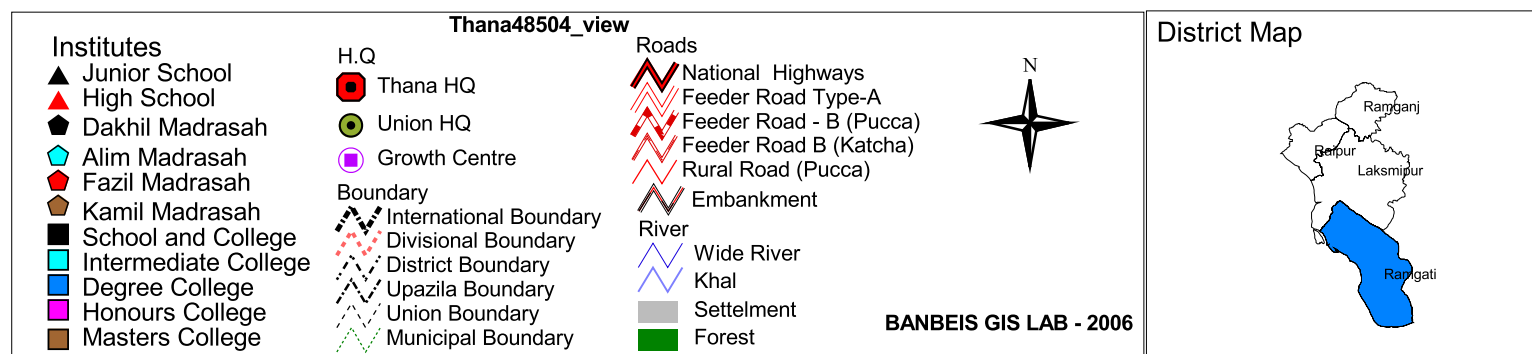 Thana48504_view
Institutes
Junior School
High School
Dakhil Madrasah
Alim Madrasah
Fazil Madrasah
Kamil Madrasah
School and College
Intermediate College
Degree College
Honours College
Masters College
H.Q
Thana HQ
Union HQ
Growth Centre
Boundary
International Boundary
Divisional Boundary
District Boundary
Upazila Boundary
Union Boundary
Municipal Boundary
Roads
National Highways
Feeder Road Type-A
Feeder Road - B (Pucca)
Feeder Road B (Katcha)
Rural Road (Pucca)
Embankment
River
Wide River
Khal
Settelment
Forest
N
BANBEIS GIS LAB - 2006
District Map
Ramganj
Raipur
Laksmipur
Ramgati